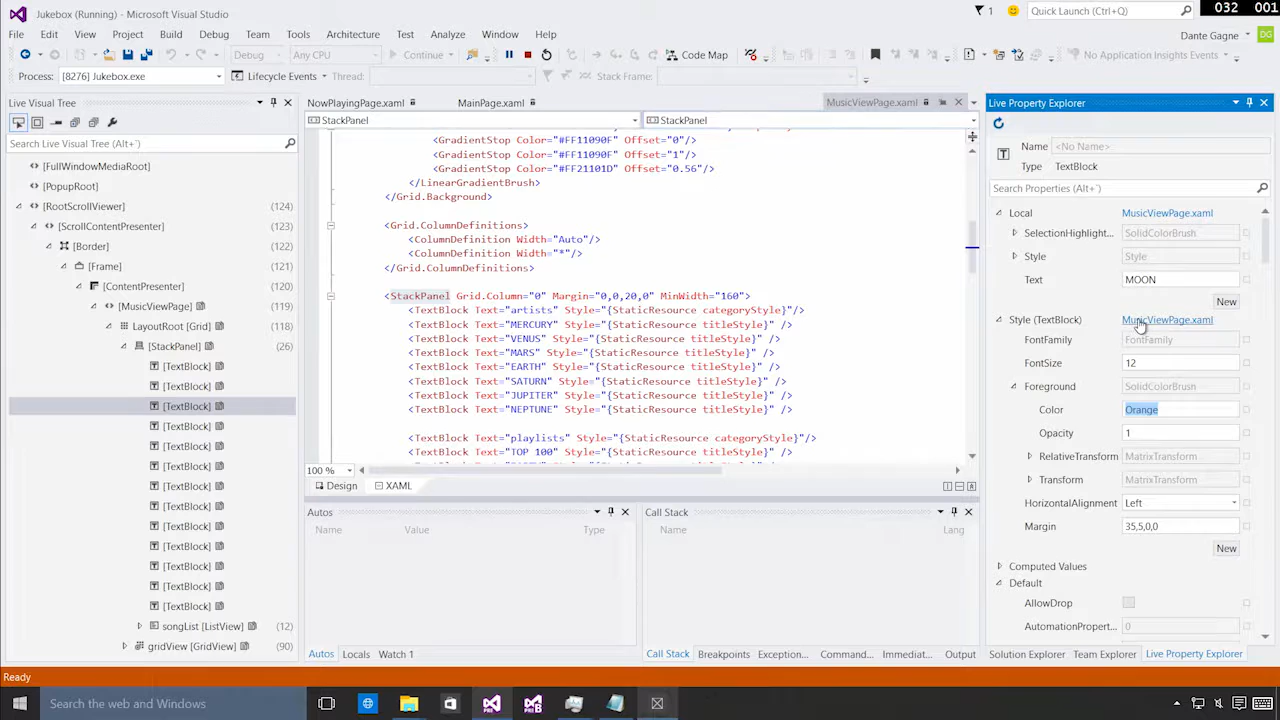 Jukebox (Running) - Microsoft Visual Studio
1
Quick Launch (Ctrl+Q)
032 001
File Edit View Project Build Debug Team Tools Architecture Test Analyze Window Help
Dante Gagne
DG
Debug Any CPU Continue Code Map No Application Insights Events
Process: [8276] Jukebox.exe Lifecycle Events Thread: Stack Frame:
Live Visual Tree
Search Live Visual Tree (Alt+`)
[FullWindowMediaRoot]
[PopupRoot]
[RootScrollViewer] (124)
[ScrollContentPresenter] (123)
[Border] (122)
[Frame] (121)
[ContentPresenter] (120)
[MusicViewPage] (119)
LayoutRoot [Grid] (118)
[StackPanel] (26)
[TextBlock]
[TextBlock]
[TextBlock]
[TextBlock]
[TextBlock]
[TextBlock]
[TextBlock]
[TextBlock]
[TextBlock]
[TextBlock]
[TextBlock]
[TextBlock]
[TextBlock]
songList [ListView] (12)
gridView [GridView] (90)
NowPlayingPage.xaml MainPage.xaml MusicViewPage.xaml
StackPanel StackPanel
<GradientStop Color="#FF11090F" Offset="0"/>
<GradientStop Color="#FF11090F" Offset="1"/>
<GradientStop Color="#FF21101D" Offset="0.56"/>
</LinearGradientBrush>
</Grid.Background>
<Grid.ColumnDefinitions>
<ColumnDefinition Width="Auto"/>
<ColumnDefinition Width="*"/>
</Grid.ColumnDefinitions>
<StackPanel Grid.Column="0" Margin="0,0,20,0" MinWidth="160">
<TextBlock Text="artists" Style="{StaticResource categoryStyle}"/>
<TextBlock Text="MERCURY" Style="{StaticResource titleStyle}" />
<TextBlock Text="VENUS" Style="{StaticResource titleStyle}" />
<TextBlock Text="MARS" Style="{StaticResource titleStyle}" />
<TextBlock Text="EARTH" Style="{StaticResource titleStyle}" />
<TextBlock Text="SATURN" Style="{StaticResource titleStyle}" />
<TextBlock Text="JUPITER" Style="{StaticResource titleStyle}" />
<TextBlock Text="NEPTUNE" Style="{StaticResource titleStyle}" />
<TextBlock Text="playlists" Style="{StaticResource categoryStyle}"/>
<TextBlock Text="TOP 100" Style="{StaticResource titleStyle}" />
100 %
Design XAML
Autos
Name Value Type
Autos Locals Watch 1
Call Stack
Name Lang
Call Stack Breakpoints Exception... Command... Immediat... Output
Live Property Explorer
Name <No Name>
Type TextBlock
Search Properties (Alt+`)
Local MusicViewPage.xaml
SelectionHighlight... SolidColorBrush
Style Style
Text MOON
New
Style (TextBlock) MusicViewPage.xaml
FontFamily FontFamily
FontSize 12
Foreground SolidColorBrush
Color Orange
Opacity 1
RelativeTransform MatrixTransform
Transform MatrixTransform
HorizontalAlignment Left
Margin 35,5,0,0
New
Computed Values
Default
AllowDrop
AutomationPropert... 0
Solution Explorer Team Explorer Live Property Explorer
Ready
Search the web and Windows